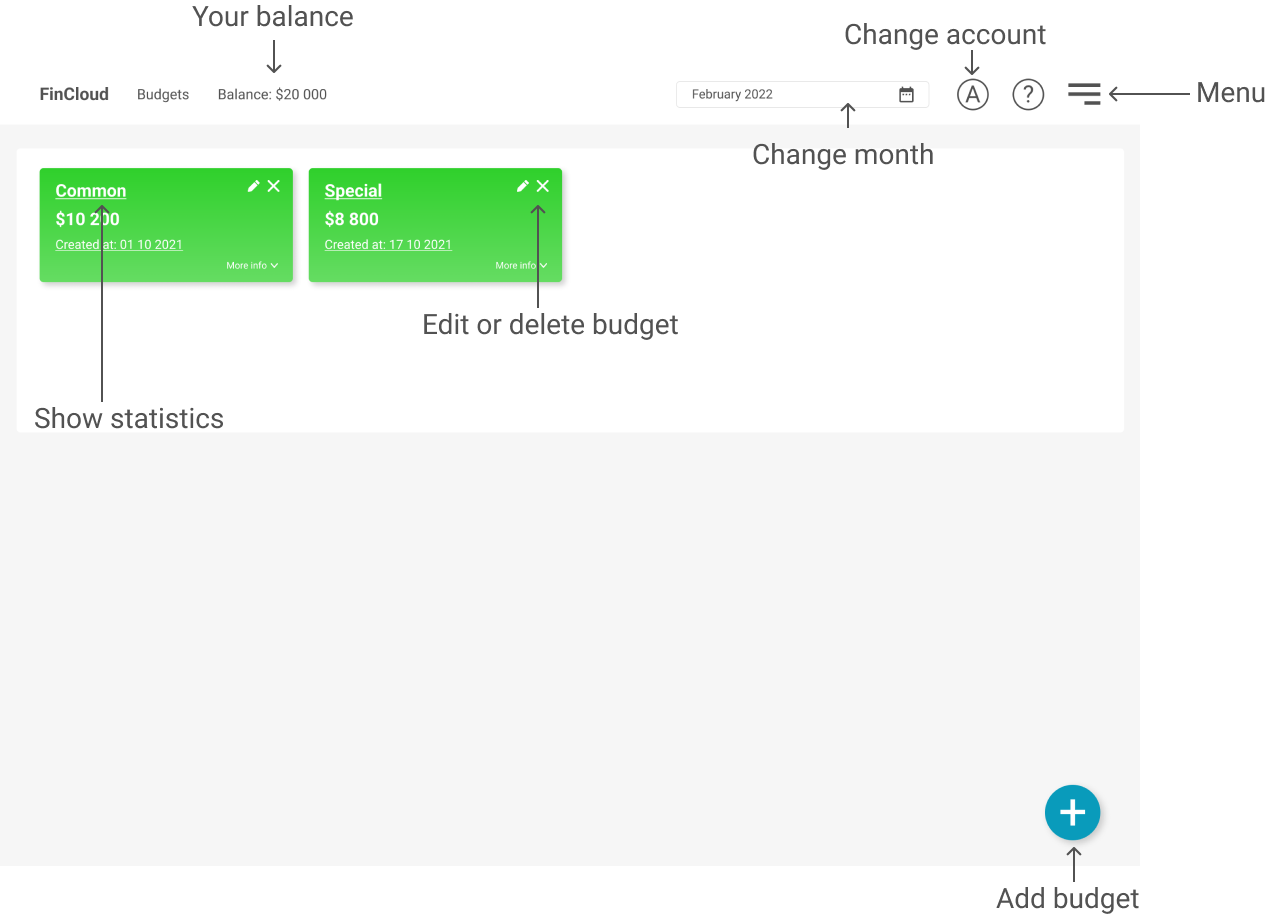 Your balance
Change account
FinCloud
Budgets
Balance: $20 000
February 2022
A
?
Menu
Change month
Common
$10 200
Created at: 01 10 2021
More info
Special
$8 800
Created at: 17 10 2021
More info
Edit or delete budget
Show statistics
Add budget